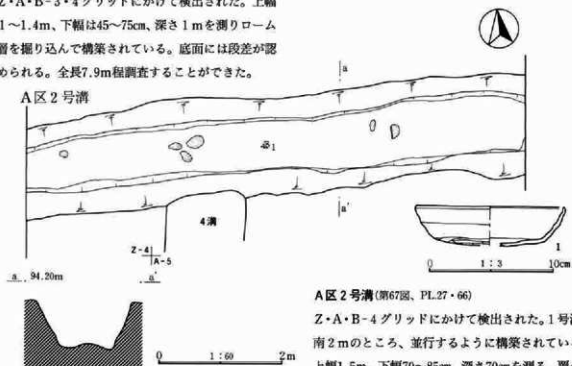 Z・A・B-3・4グリッドにかけて検出された。上幅
1～1.4m、下幅は45～75cm、深さ1mを測りローム
層を掘り込んで構築されている。底面には段差が認
められる。全長7.9m程調査することができた。
A区2号溝
a
1
a'
4溝
Z-4
A-5
a 94.20m a'
0 1:60 2m
1
0 1:3 10cm
A区2号溝(第67図、PL.27・66)
Z・A・B-4グリッドにかけて検出された。1号溝
南2mのところ、並行するように構築されてい
上幅1.5m、下幅70～85cm、深さ70cmを測る。